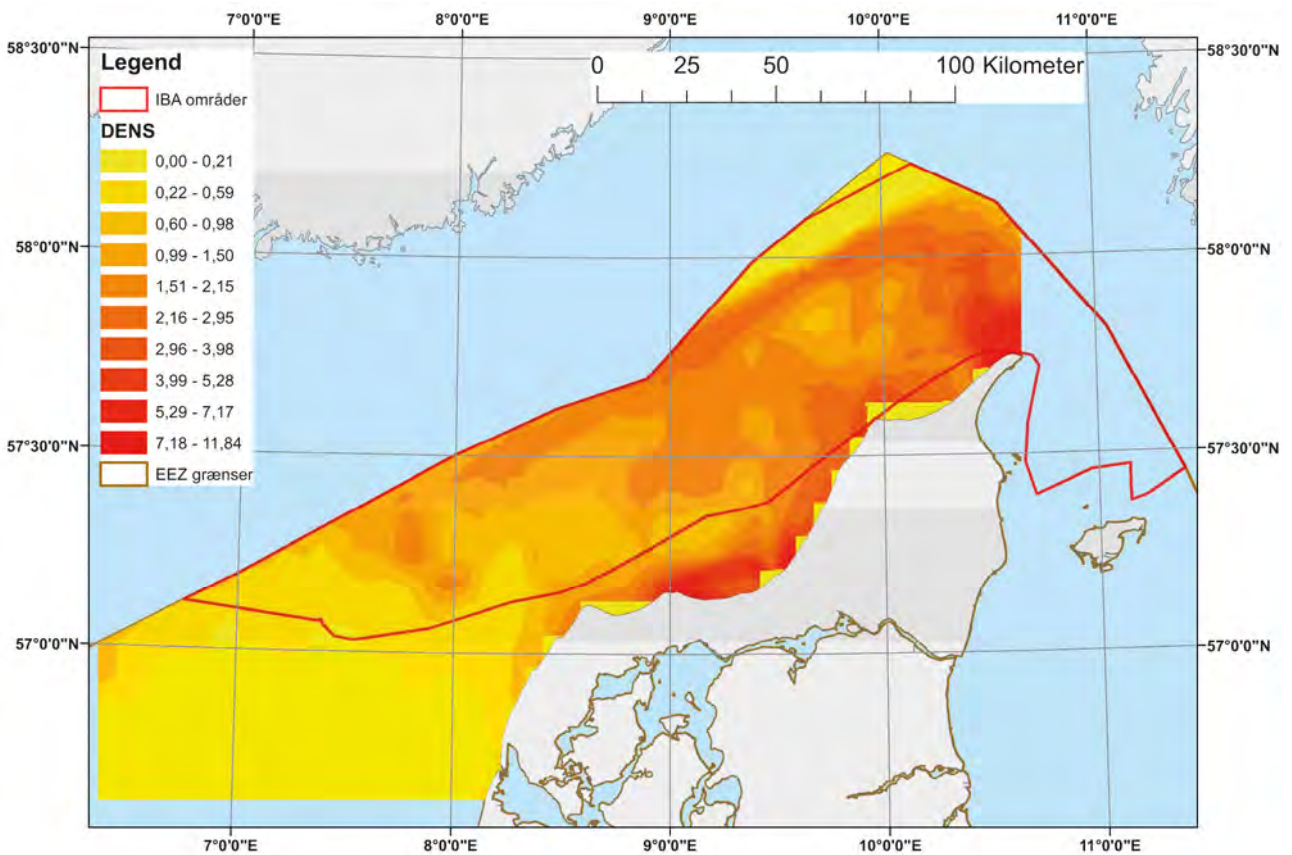 7°0'0"E 8°0'0"E 9°0'0"E 10°0'0"E 11°0'0"E
58°30'0"N 58°30'0"N
Legend
0 25 50 100 Kilometer
IBA områder
DENS
0,00 - 0,21
0,22 - 0,59
0,60 - 0,98
0,99 - 1,50
1,51 - 2,15
2,16 - 2,95
2,96 - 3,98
3,99 - 5,28
5,29 - 7,17
7,18 - 11,84
EEZ grænser
58°0'0"N 58°0'0"N
57°30'0"N 57°30'0"N
57°0'0"N 57°0'0"N
7°0'0"E 8°0'0"E 9°0'0"E 10°0'0"E 11°0'0"E